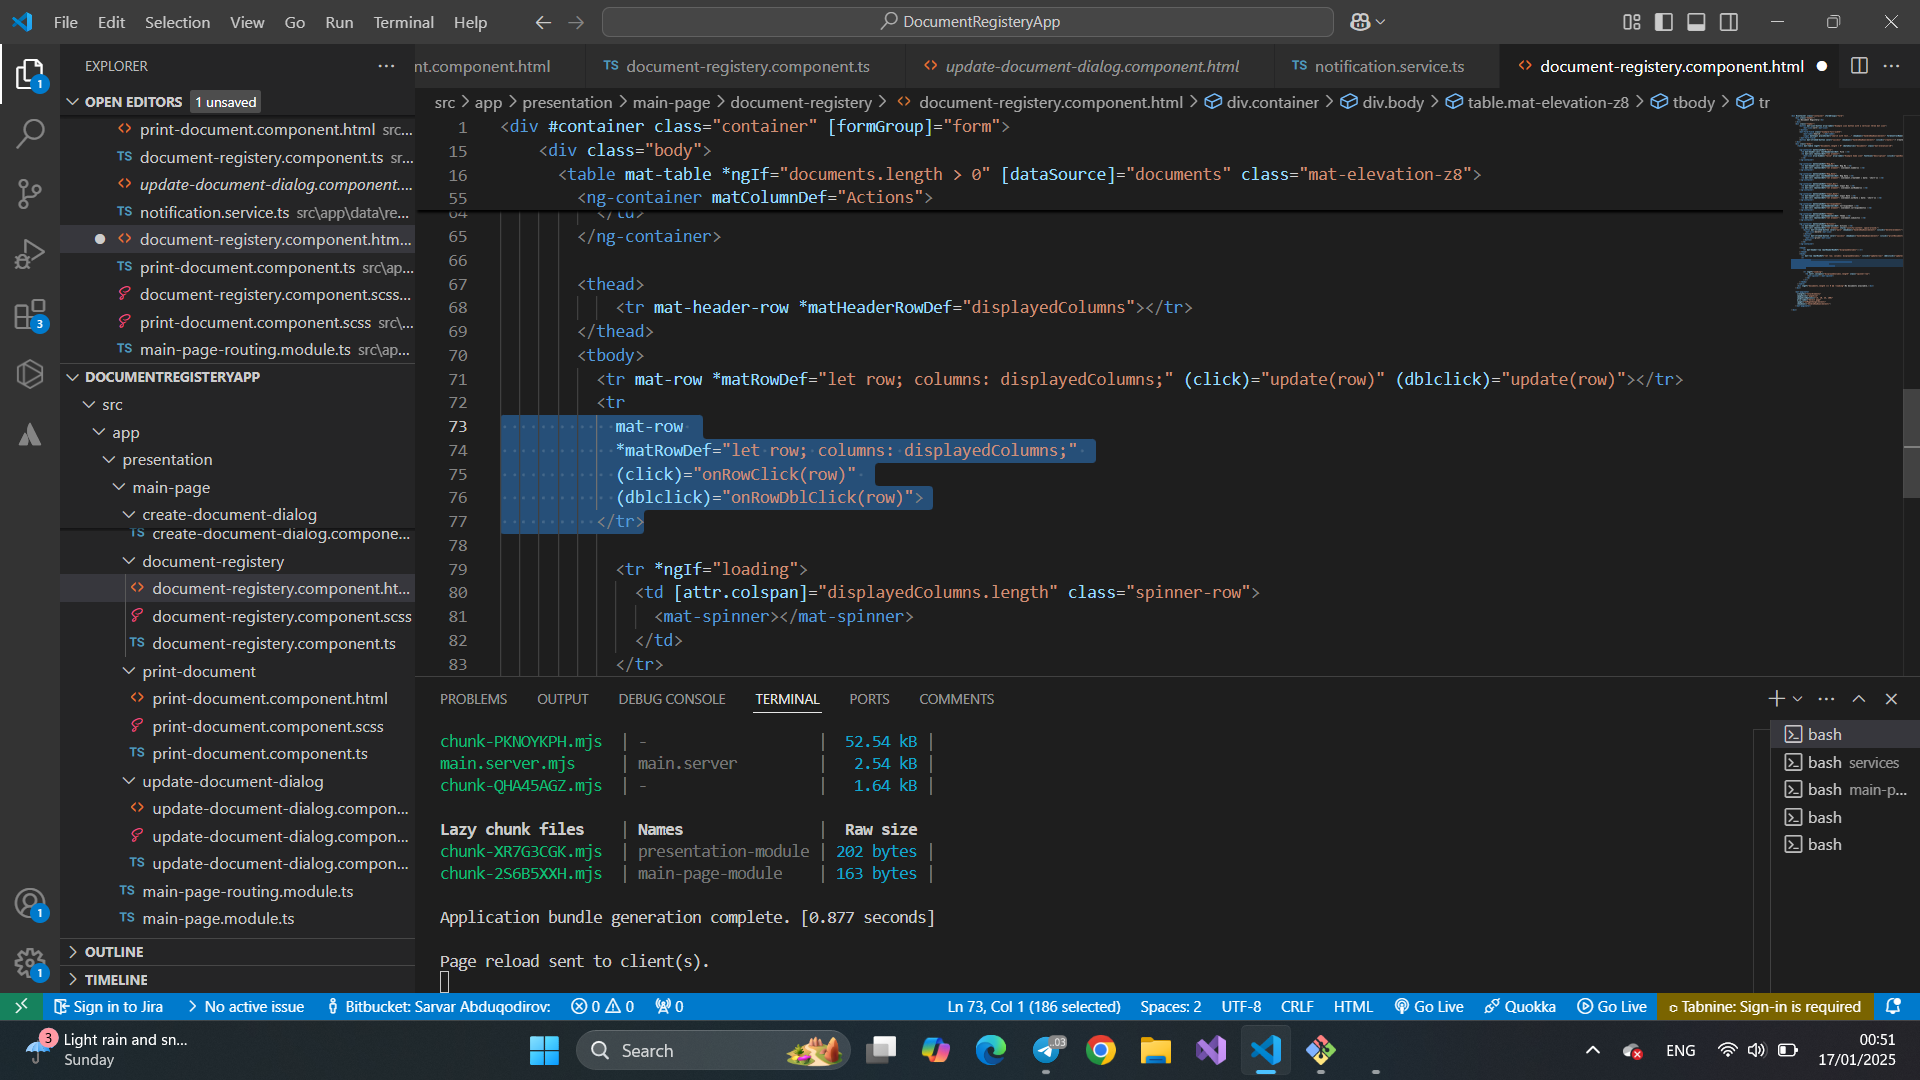 File Edit Selection View Go Run Terminal Help
DocumentRegisteryApp
EXPLORER
nt.component.html
TS document-registery.component.ts
update-document-dialog.component.html
TS notification.service.ts
document-registery.component.html
OPEN EDITORS 1 unsaved
print-document.component.html src...
TS document-registery.component.ts sr...
update-document-dialog.component....
TS notification.service.ts src\app\data\re...
document-registery.component.htm...
TS print-document.component.ts src\ap...
print-document.component.scss...
print-document.component.scss src\...
TS main-page-routing.module.ts src\ap...
DOCUMENTREGISTERYAPP
src
app
presentation
main-page
create-document-dialog
TS create-document-dialog.compone...
document-registery
document-registery.component.ht...
document-registery.component.scss
TS document-registery.component.ts
print-document
print-document.component.html
print-document.component.scss
TS print-document.component.ts
update-document-dialog
update-document-dialog.compon...
update-document-dialog.compon...
TS update-document-dialog.compon...
TS main-page-routing.module.ts
TS main-page.module.ts
OUTLINE
TIMELINE
src > app > presentation > main-page > document-registery > document-registery.component.html > div.container > div.body > table.mat-elevation-z8 > tbody > tr
1 <div #container class="container" [formGroup]="form">
15 <div class="body">
16 <table mat-table *ngIf="documents.length > 0" [dataSource]="documents" class="mat-elevation-z8">
55 <ng-container matColumnDef="Actions">
64 </td>
65 </ng-container>
66
67 <thead>
68 <tr mat-header-row *matHeaderRowDef="displayedColumns"></tr>
69 </thead>
70 <tbody>
71 <tr mat-row *matRowDef="let row; columns: displayedColumns;" (click)="update(row)" (dblclick)="update(row)"></tr>
72 <tr
73 mat-row
74 *matRowDef="let row; columns: displayedColumns;"
75 (click)="onRowClick(row)"
76 (dblclick)="onRowDblClick(row)">
77 </tr>
78
79 <tr *ngIf="loading">
80 <td [attr.colspan]="displayedColumns.length" class="spinner-row">
81 <mat-spinner></mat-spinner>
82 </td>
83 </tr>
PROBLEMS OUTPUT DEBUG CONSOLE TERMINAL PORTS COMMENTS
chunk-PKNOYKPH.mjs | - | 52.54 kB |
main.server.mjs | main.server | 2.54 kB |
chunk-QHA45AGZ.mjs | - | 1.64 kB |
Lazy chunk files | Names | Raw size
chunk-XR7G3CGK.mjs | presentation-module | 202 bytes |
chunk-2S6B5XXH.mjs | main-page-module | 163 bytes |
Application bundle generation complete. [0.877 seconds]
Page reload sent to client(s).
bash
bash services
bash main-p...
bash
bash
1
3
1
1
Sign in to Jira No active issue Bitbucket: Sarvar Abduqodirov: 0 0 0 Ln 73, Col 1 (186 selected) Spaces: 2 UTF-8 CRLF HTML Go Live Quokka Go Live Tabnine: Sign-in is required
3
Light rain and sn...
Sunday
Search
.03
ENG
00:51
17/01/2025